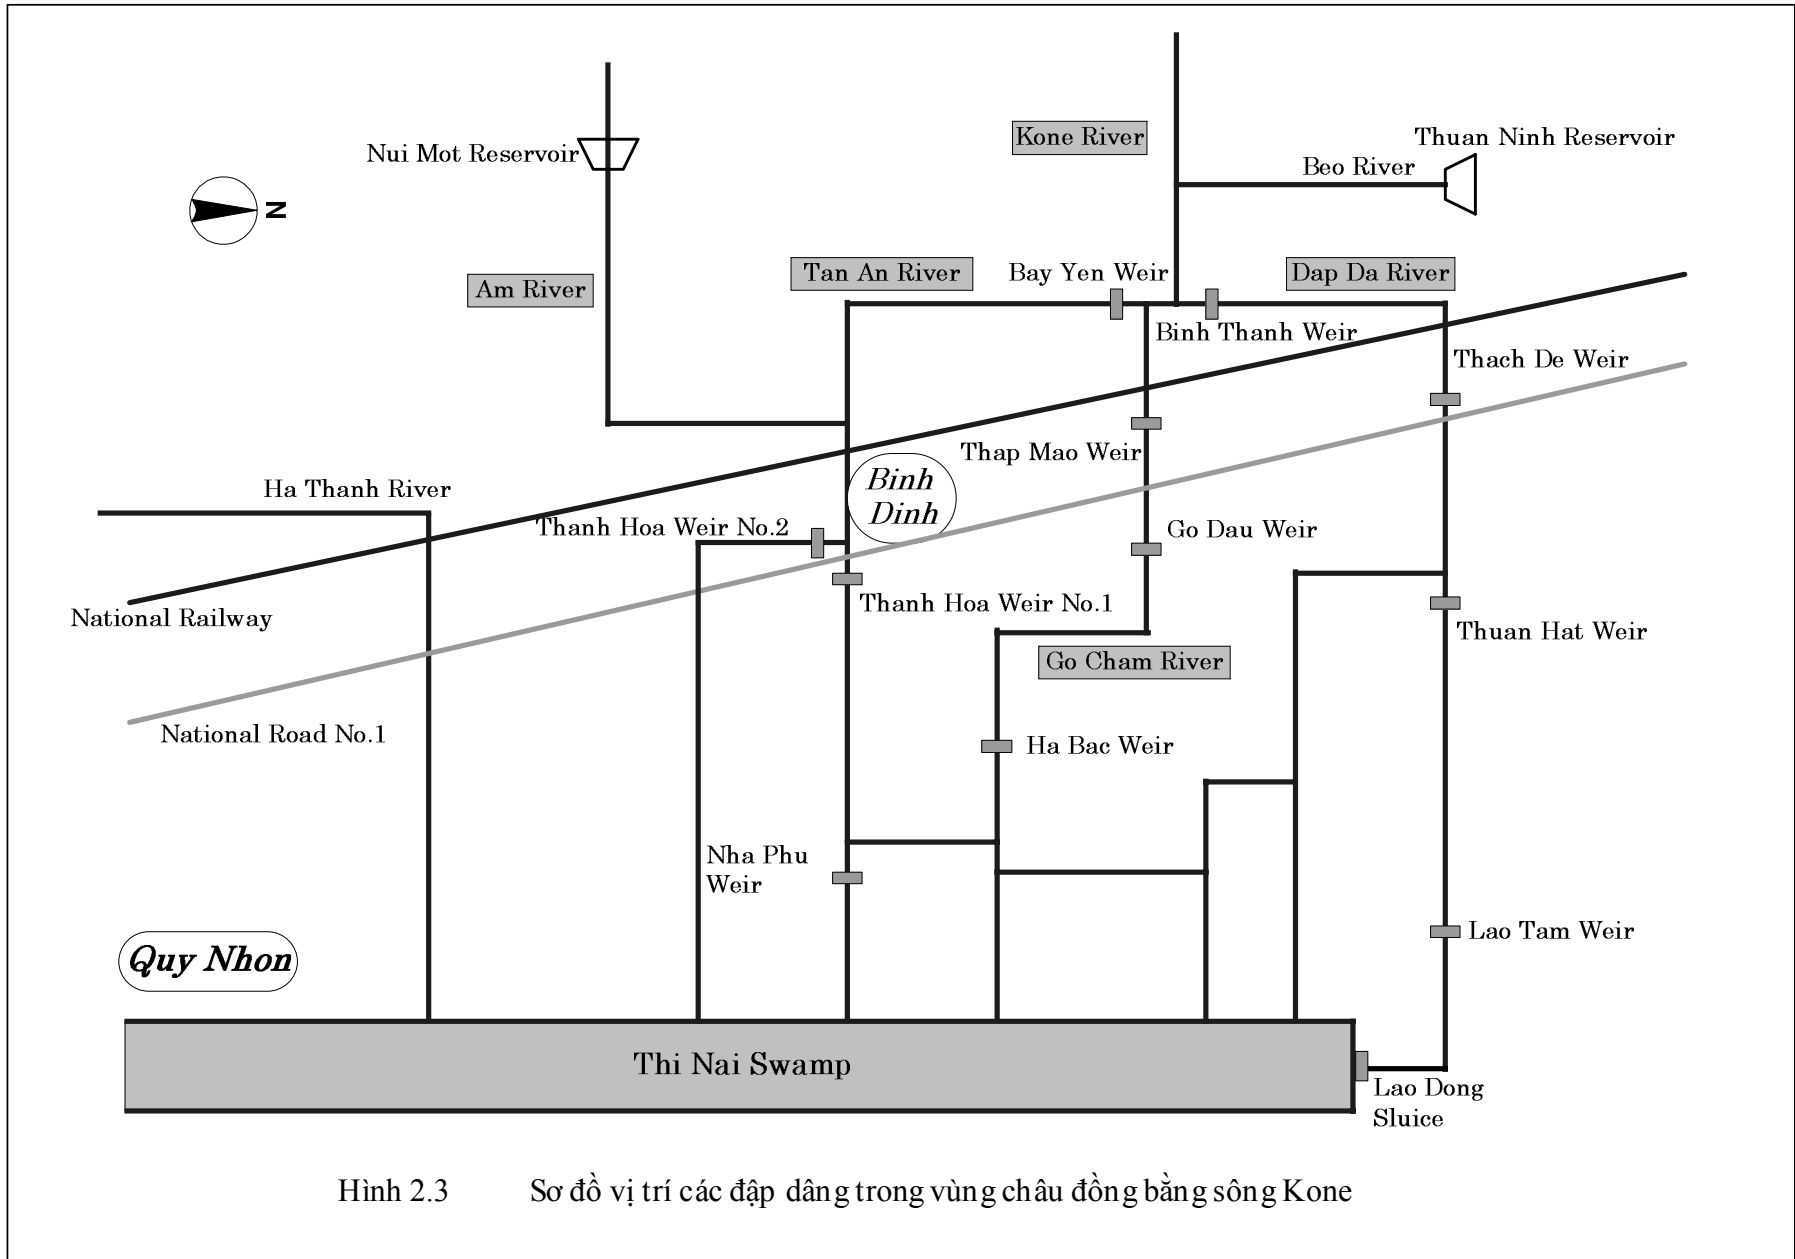 Kone River
Thuan Ninh Reservoir
Nui Mot Reservoir
Beo River
N
Am River
Tan An River
Bay Yen Weir
Dap Da River
Binh Thanh Weir
Thach De Weir
Thap Mao Weir
Binh
Dinh
Ha Thanh River
Thanh Hoa Weir No.2
Go Dau Weir
National Railway
Thanh Hoa Weir No.1
Thuan Hat Weir
Go Cham River
National Road No.1
Ha Bac Weir
Nha Phu
Weir
Lao Tam Weir
Quy Nhon
Thi Nai Swamp
Lao Dong
Sluice
Hình 2.3 Sơ đồ vị trí các đập dâng trong vùng châu đồng bằng sông Kone